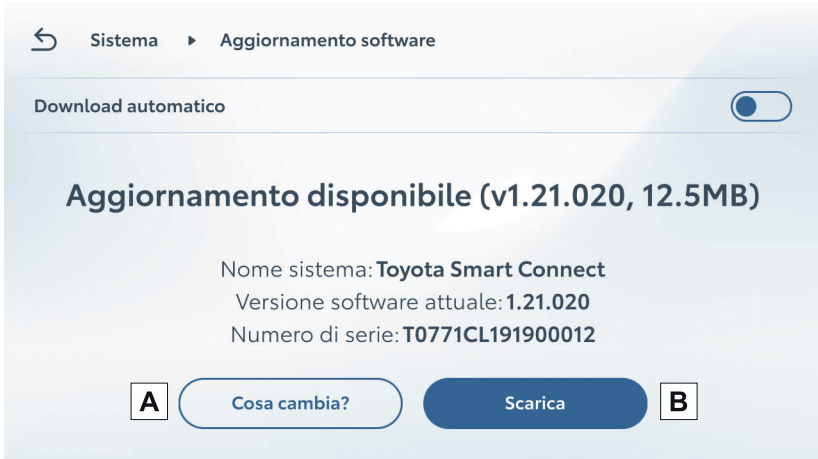 Sistema ▸ Aggiornamento software
Download automatico
Aggiornamento disponibile (v1.21.020, 12.5MB)
Nome sistema: Toyota Smart Connect
Versione software attuale: 1.21.020
Numero di serie: T0771CL191900012
A Cosa cambia? Scarica B